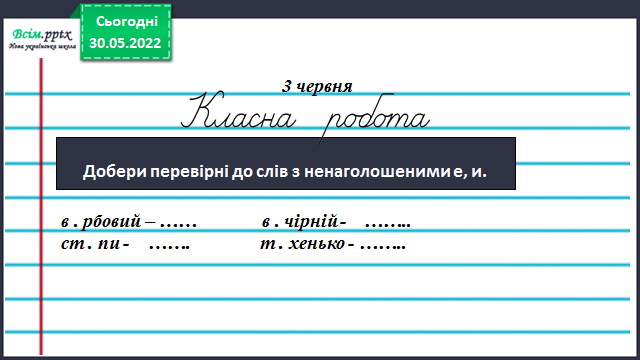 Всім.pptx
Нова українська школа
Сьогодні
30.05.2022
3 червня
Класна робота
Добери перевірні до слів з ненаголошеними е, и.
в . рбовий – …… в . чірній - ……..
ст . пи - ……. т . хенько - ……..